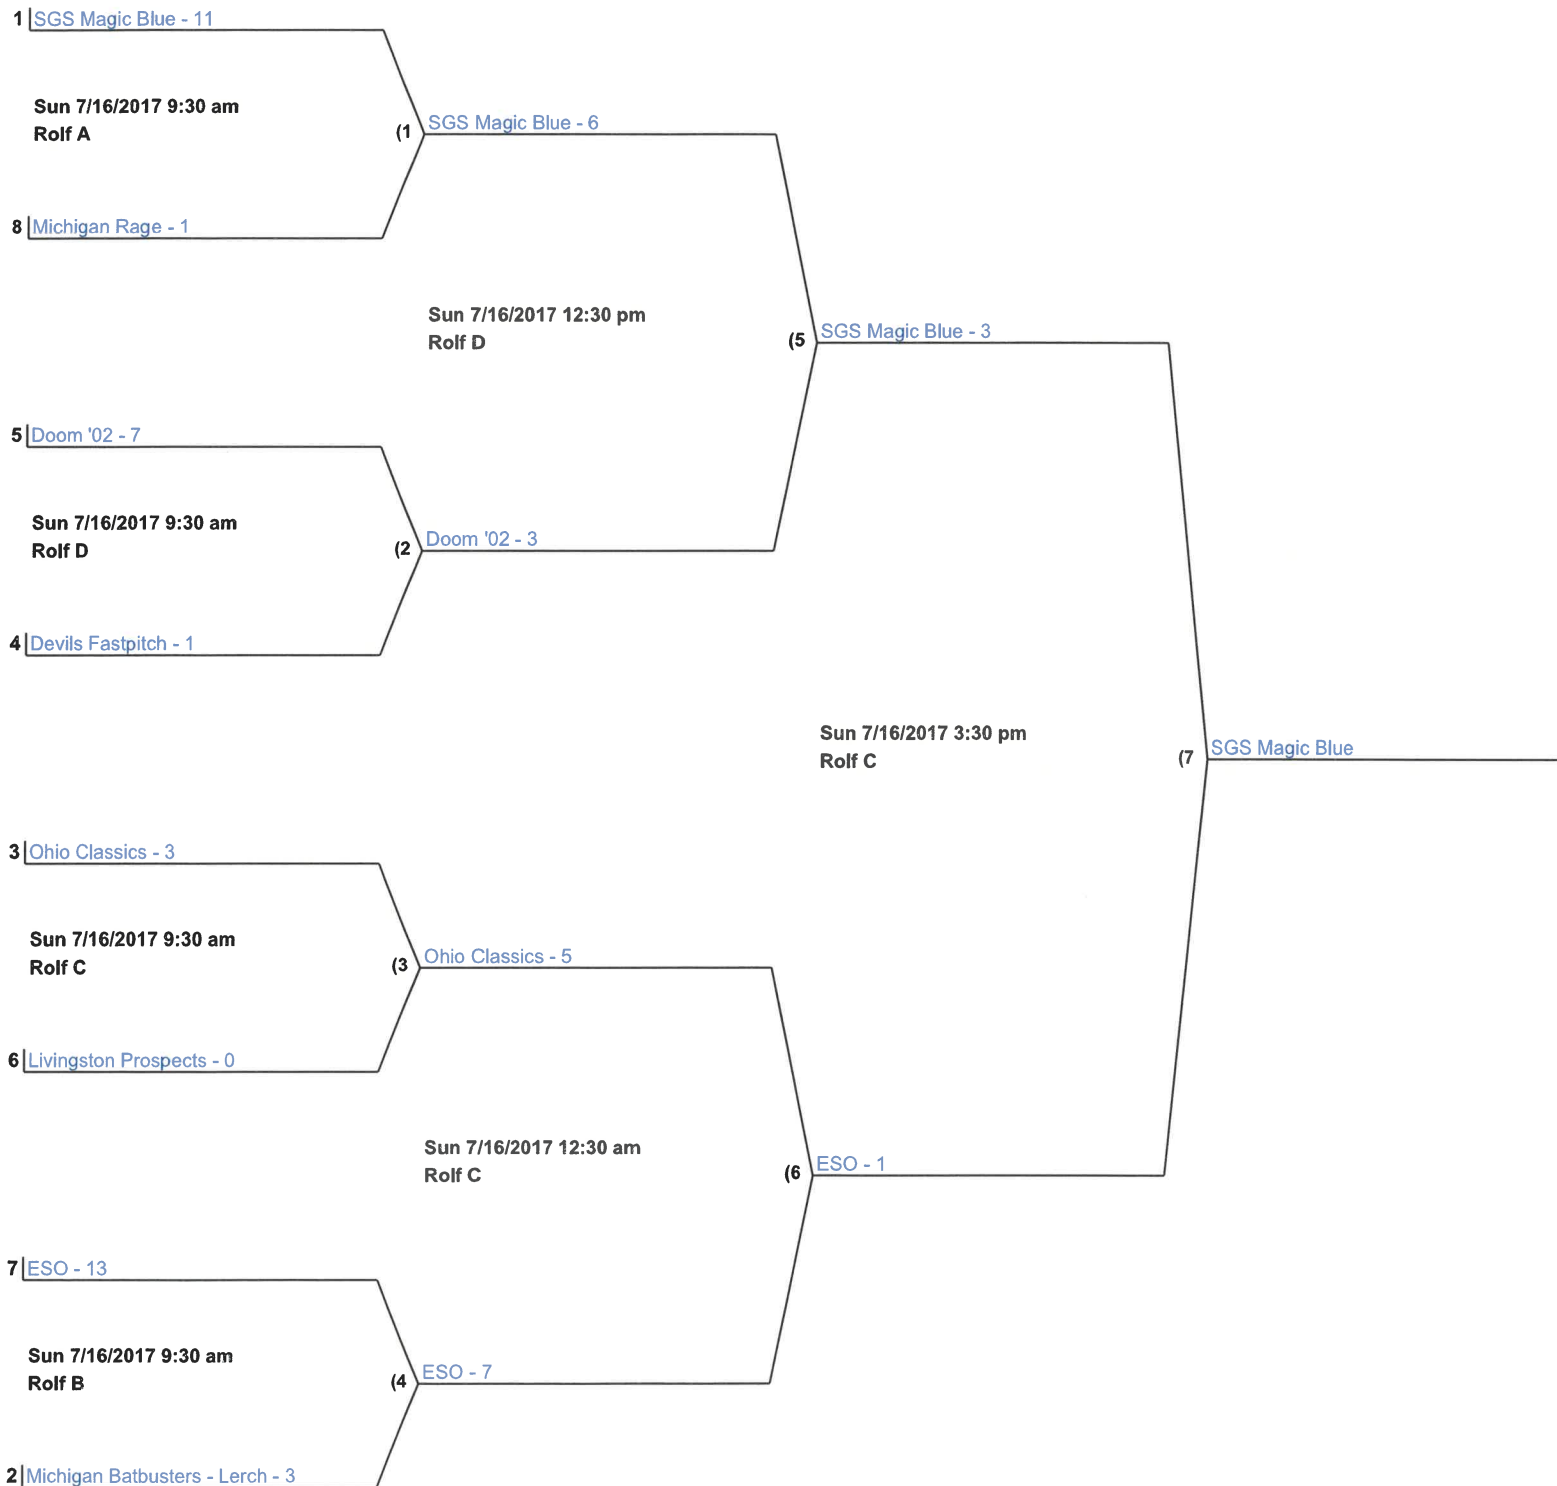 1 SGS Magic Blue - 11
Sun 7/16/2017 9:30 am
Rolf A
(1
8 Michigan Rage - 1
SGS Magic Blue - 6
Sun 7/16/2017 12:30 pm
Rolf D
(5
5 Doom '02 - 7
Sun 7/16/2017 9:30 am
Rolf D
(2
4 Devils Fastpitch - 1
Doom '02 - 3
SGS Magic Blue - 3
Sun 7/16/2017 3:30 pm
Rolf C
(7
SGS Magic Blue
3 Ohio Classics - 3
Sun 7/16/2017 9:30 am
Rolf C
(3
6 Livingston Prospects - 0
Ohio Classics - 5
Sun 7/16/2017 12:30 am
Rolf C
(6
ESO - 1
7 ESO - 13
Sun 7/16/2017 9:30 am
Rolf B
(4
2 Michigan Batbusters - Lerch - 3
ESO - 7